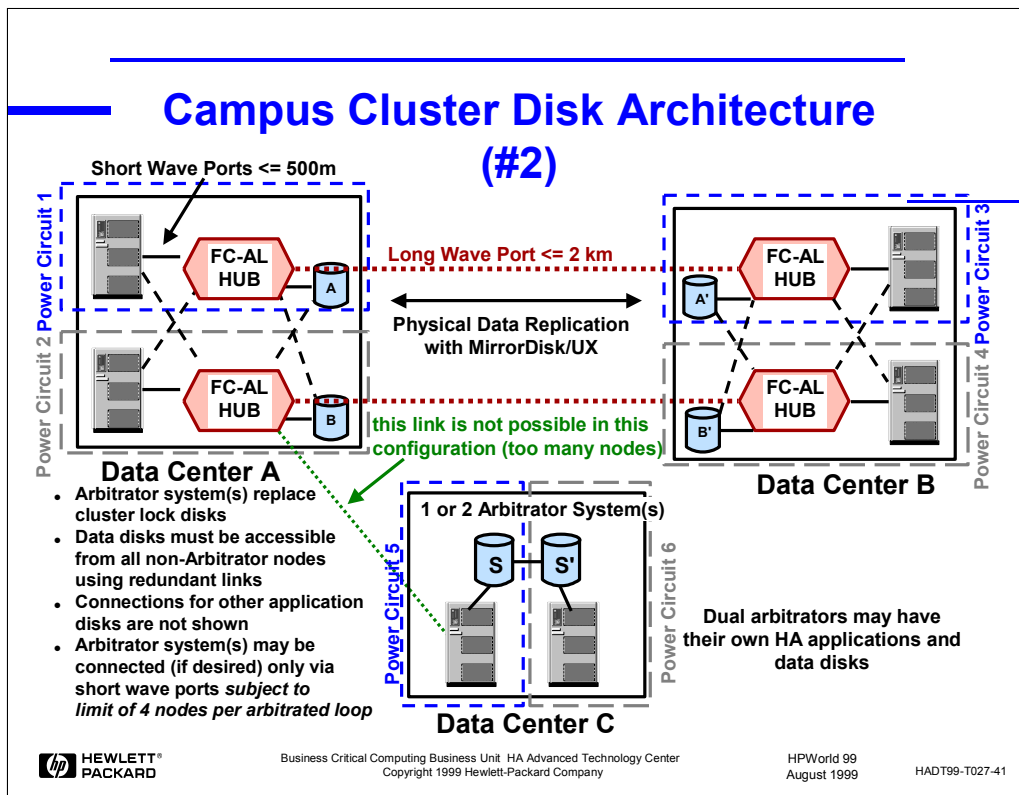 Campus Cluster Disk Architecture
(#2)
Short Wave Ports <= 500m
Power Circuit 1
FC-AL
HUB
A
Long Wave Port <= 2 km
Physical Data Replication
with MirrorDisk/UX
FC-AL
HUB
A'
Power Circuit 3
Power Circuit 2
FC-AL
HUB
B
FC-AL
HUB
B'
Power Circuit 4
this link is not possible in this
configuration (too many nodes)
Data Center A
Data Center B
• Arbitrator system(s) replace
cluster lock disks
• Data disks must be accessible
from all non-Arbitrator nodes
using redundant links
• Connections for other application
disks are not shown
• Arbitrator system(s) may be
connected (if desired) only via
short wave ports subject to
limit of 4 nodes per arbitrated loop
1 or 2 Arbitrator System(s)
Power Circuit 5
S
S'
Power Circuit 6
Data Center C
Dual arbitrators may have
their own HA applications and
data disks
hp
HEWLETT®
PACKARD
Business Critical Computing Business Unit HA Advanced Technology Center
Copyright 1999 Hewlett-Packard Company
HPWorld 99
August 1999
HADT99-T027-41